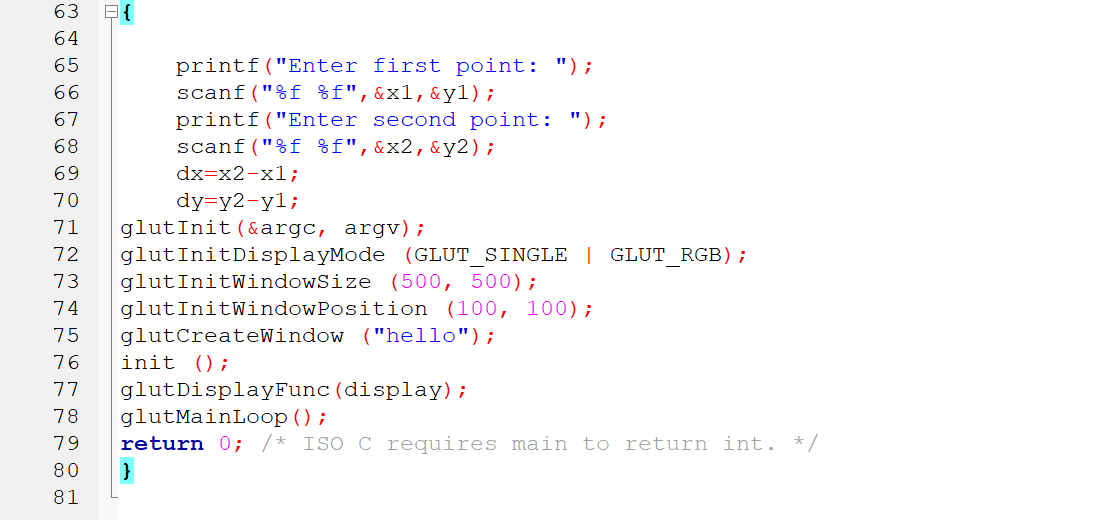 63 {
64
65 printf("Enter first point: ");
66 scanf("%f %f",&x1,&y1);
67 printf("Enter second point: ");
68 scanf("%f %f",&x2,&y2);
69 dx=x2-x1;
70 dy=y2-y1;
71 glutInit(&argc, argv);
72 glutInitDisplayMode (GLUT_SINGLE | GLUT_RGB);
73 glutInitWindowSize (500, 500);
74 glutInitWindowPosition (100, 100);
75 glutCreateWindow ("hello");
76 init ();
77 glutDisplayFunc(display);
78 glutMainLoop();
79 return 0; /* ISO C requires main to return int. */
80 }
81